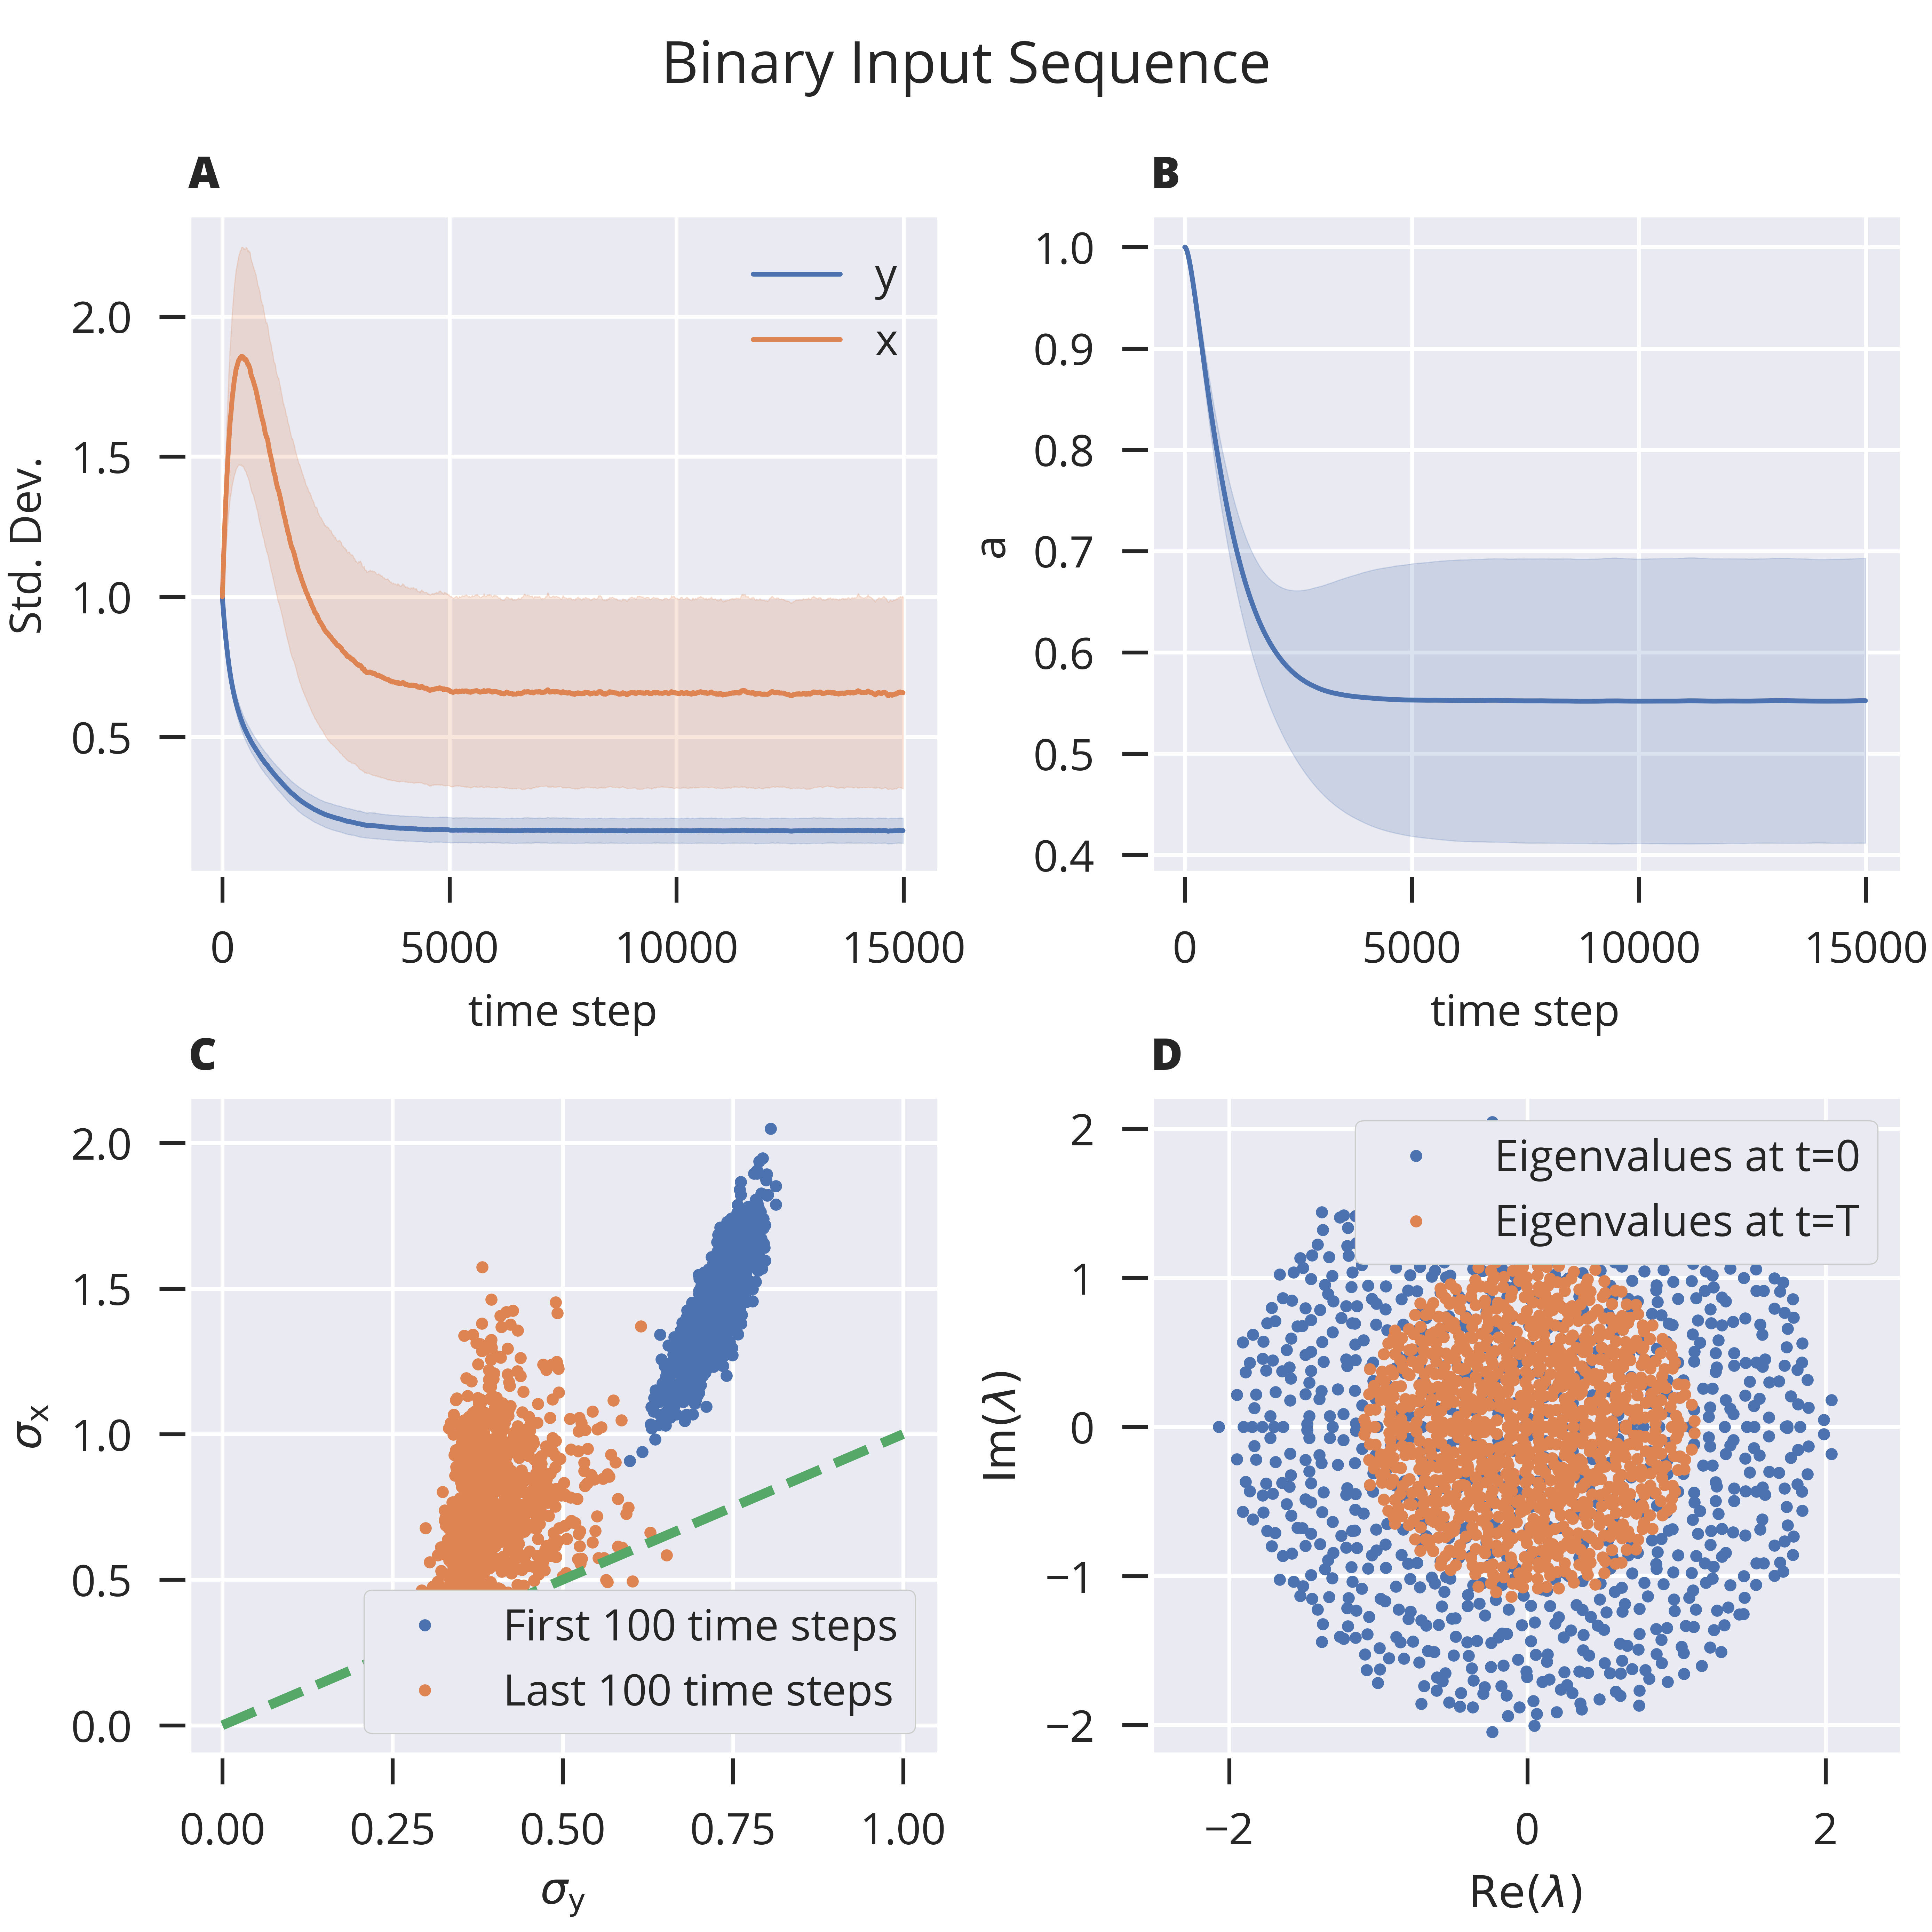 Binary Input Sequence
A
B
y
x
Std. Dev.
2.0
1.5
1.0
0.5
0 5000 10000 15000
time step
a
1.0
0.9
0.8
0.7
0.6
0.5
0.4
0 5000 10000 15000
time step
C
D
σx
2.0
1.5
1.0
0.5
0.0
First 100 time steps
Last 100 time steps
0.00 0.25 0.50 0.75 1.00
σy
Im(λ)
2
1
0
−1
−2
Eigenvalues at t=0
Eigenvalues at t=T
−2 0 2
Re(λ)